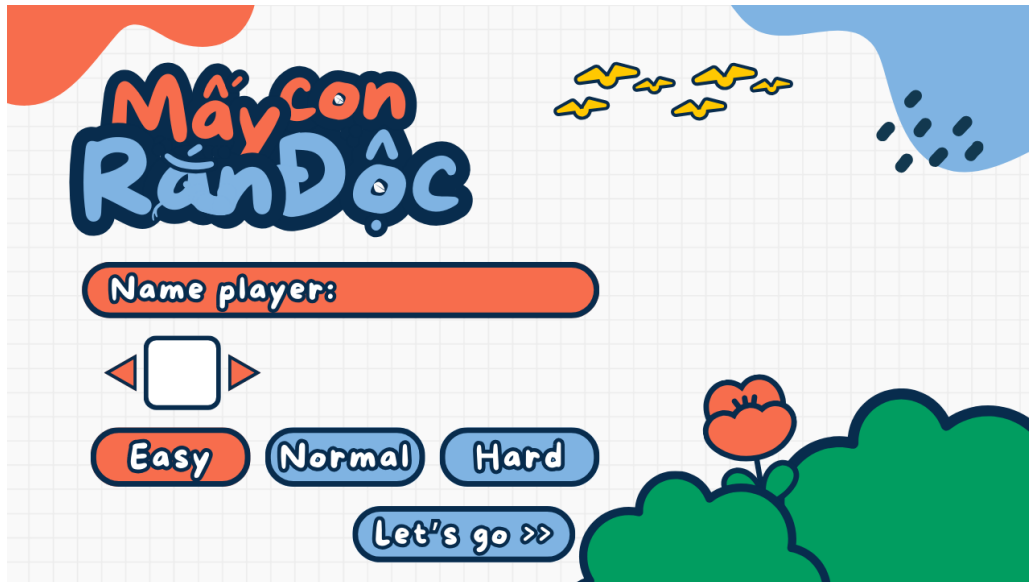 Mấy con
Rắn Độc
Name player:
Easy Normal Hard
Let's go >>